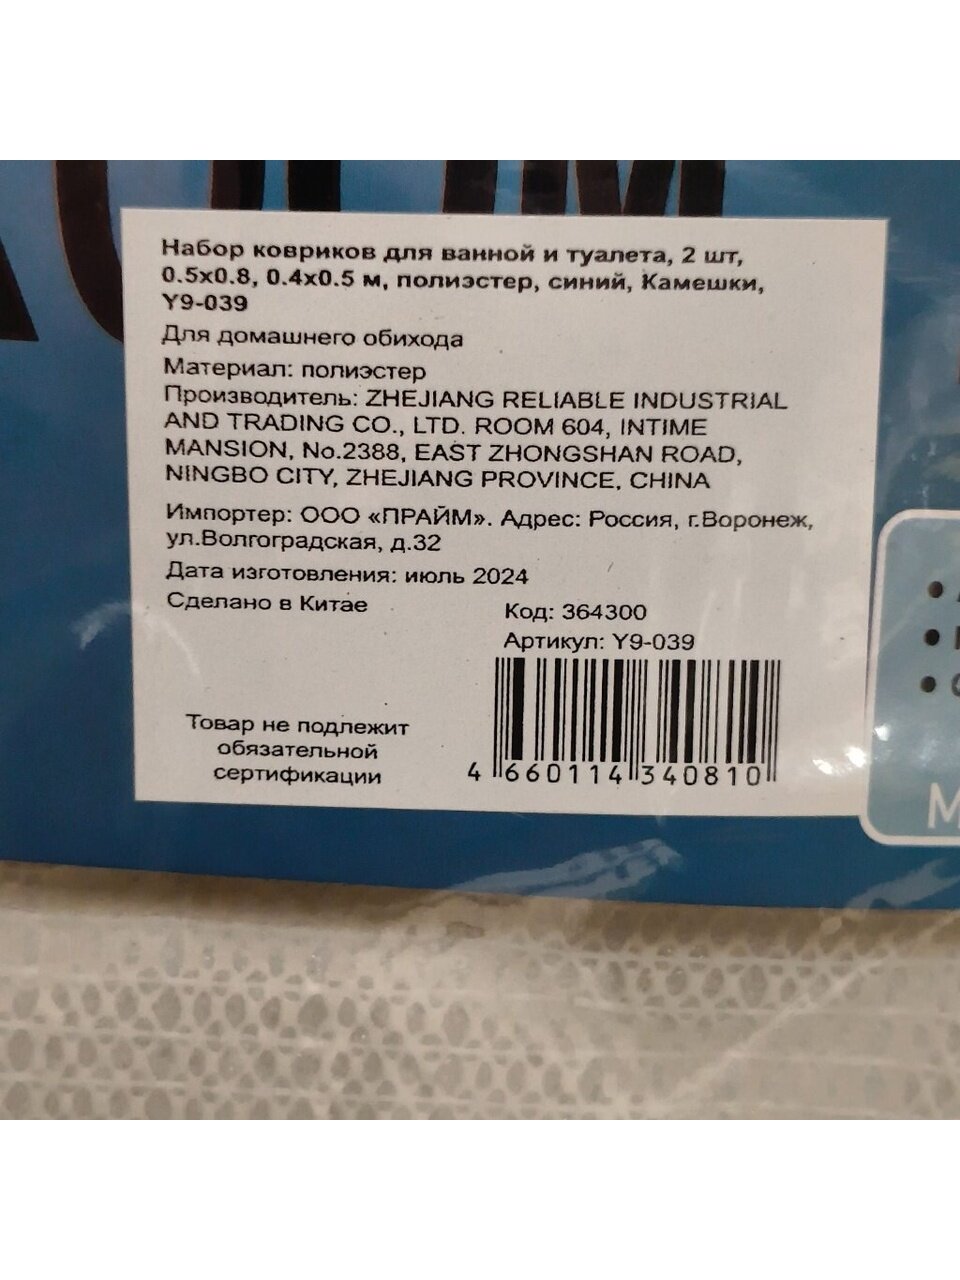 Набор ковриков для ванной и туалета, 2 шт,
0.5х0.8, 0.4х0.5 м, полиэстер, синий, Камешки,
Y9-039
Для домашнего обихода
Материал: полиэстер
Производитель: ZHEJIANG RELIABLE INDUSTRIAL
AND TRADING CO., LTD. ROOM 604, INTIME
MANSION, No.2388, EAST ZHONGSHAN ROAD,
NINGBO CITY, ZHEJIANG PROVINCE, CHINA
Импортер: ООО «ПРАЙМ». Адрес: Россия, г.Воронеж,
ул.Волгоградская, д.32
Дата изготовления: июль 2024
Сделано в Китае
Код: 364300
Артикул: Y9-039
Товар не подлежит
обязательной
сертификации
4 660114 340810